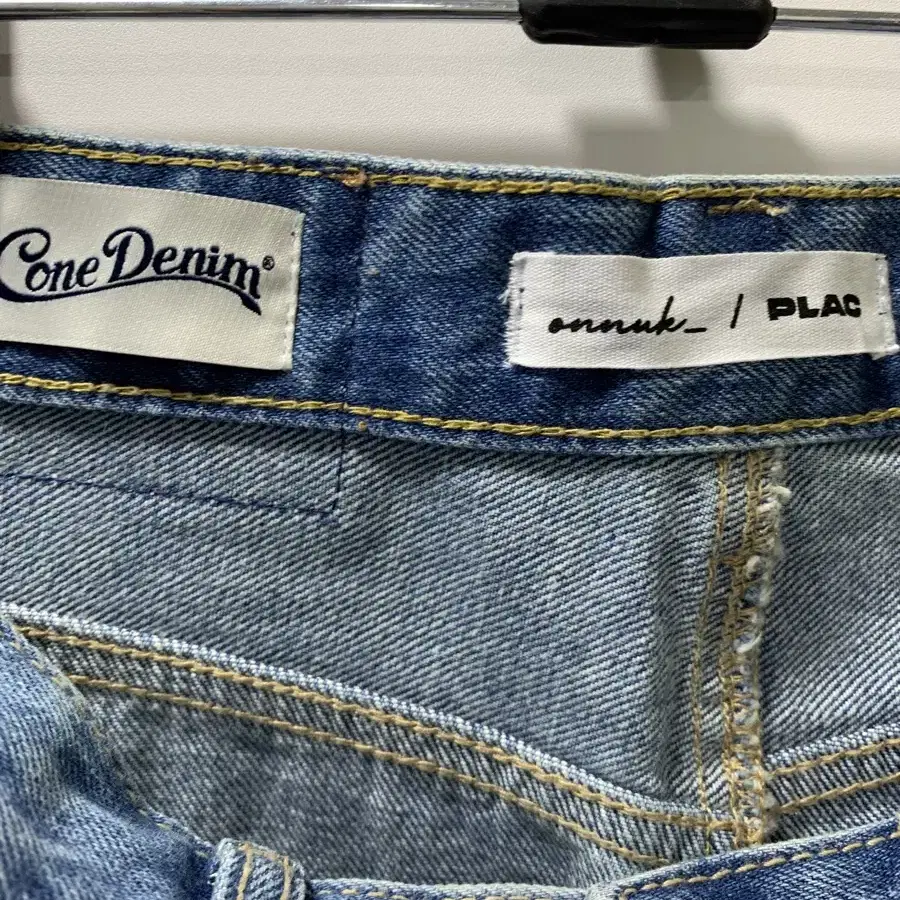 Cone Denim®
onnuk_ / PLAC